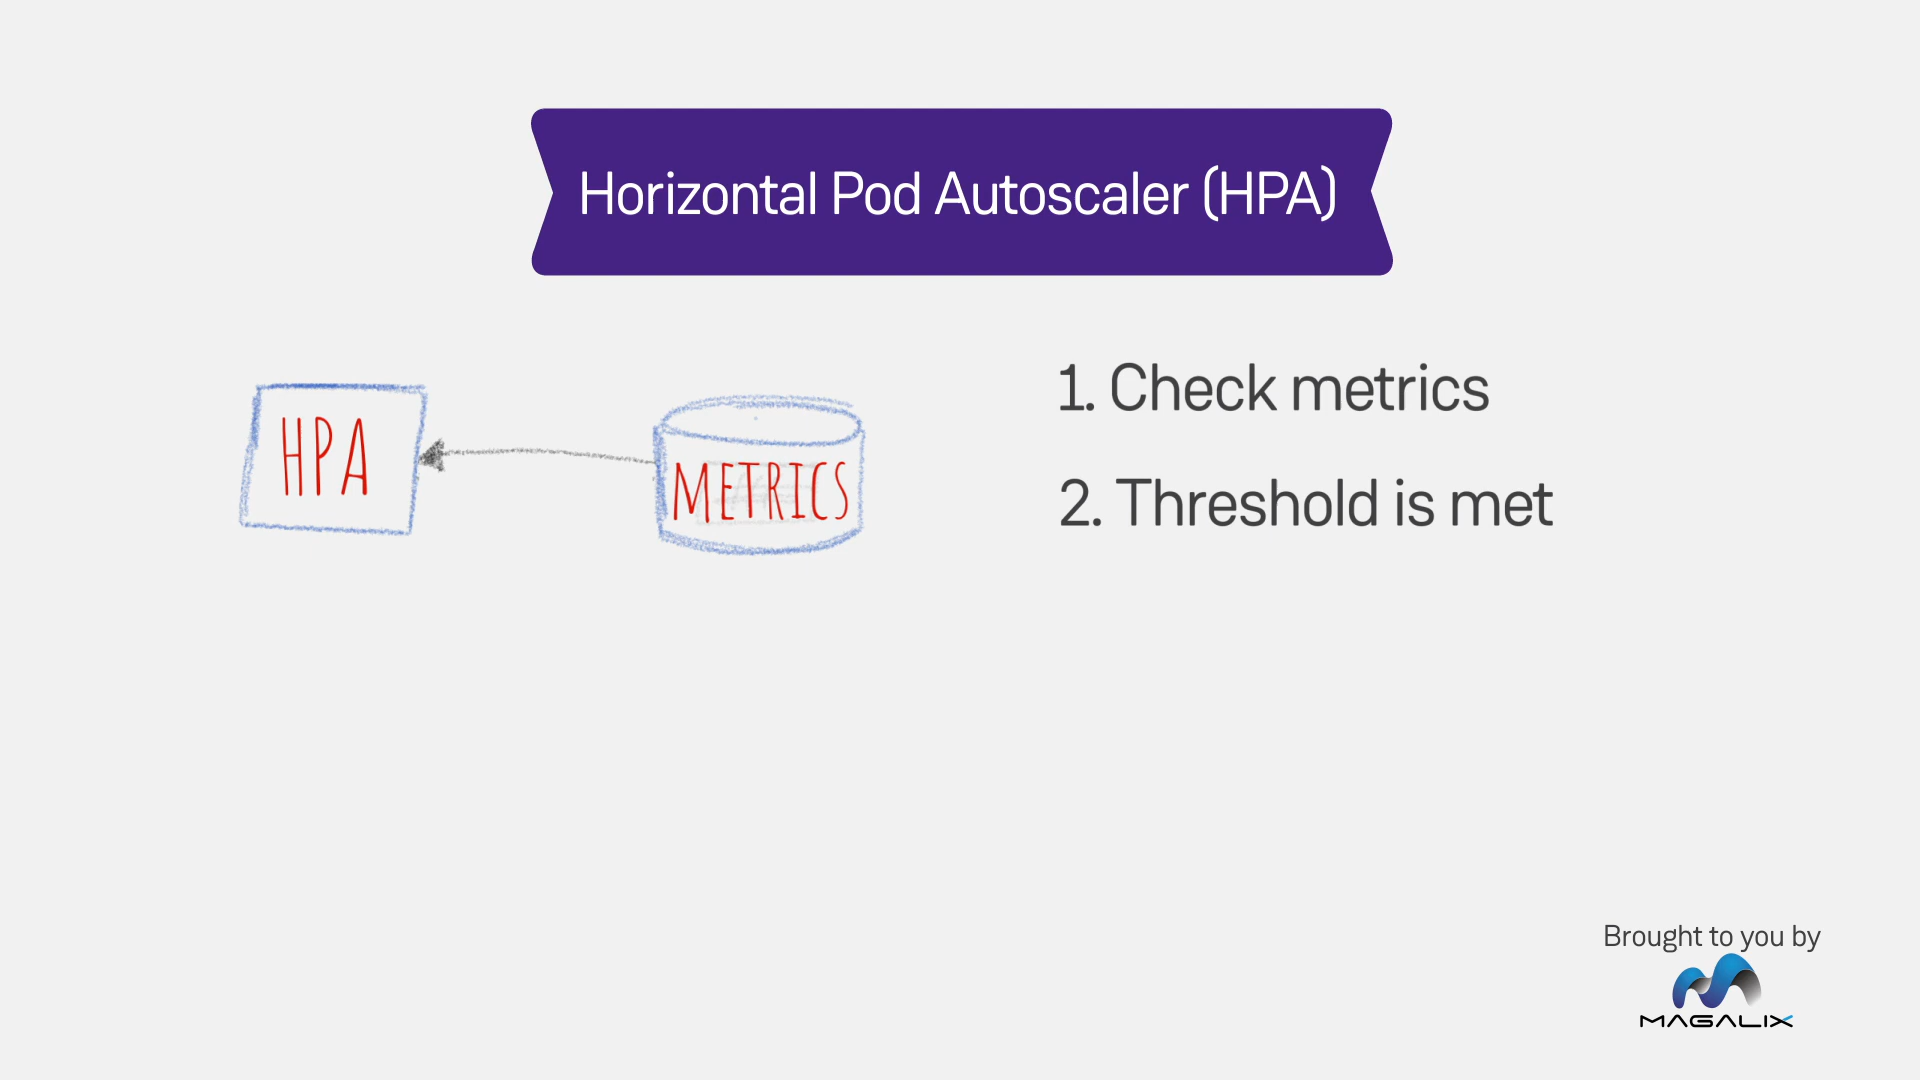 Horizontal Pod Autoscaler (HPA)
HPA
METRICS
1. Check metrics
2. Threshold is met
Brought to you by
MAGALIX